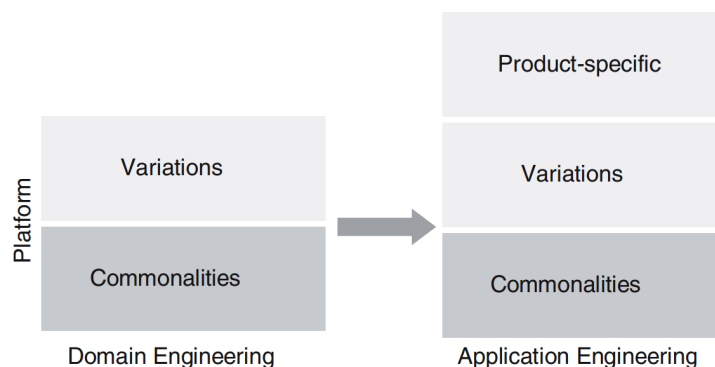 Product-specific
Variations
Variations
Platform
Commonalities
Commonalities
Domain Engineering
Application Engineering